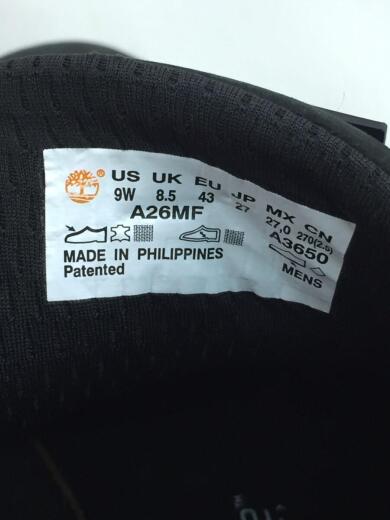 US UK EU JP MX CN
9W 8.5 43 27 27.0 270(2.5)
A26MF A3650
MADE IN PHILIPPINES MENS
Patented